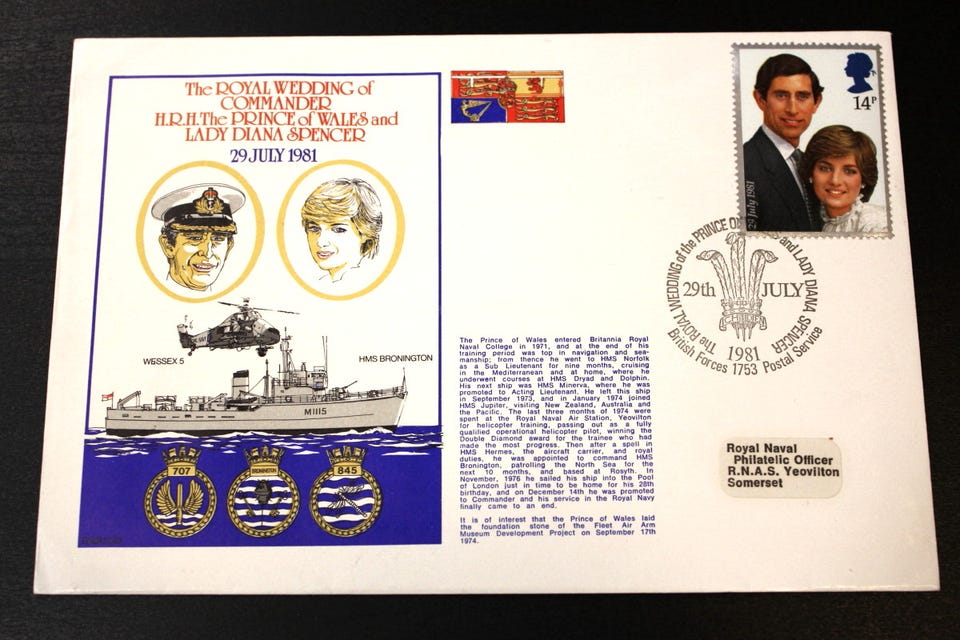 The ROYAL WEDDING of
COMMANDER
H.R.H. The PRINCE of WALES and
LADY DIANA SPENCER
29 JULY 1981
WESSEX 5
HMS BRONINGTON
M1115
707
BRONINGTON
845
The Prince of Wales entered Britannia Royal
Naval College in 1971, and at the end of his
training period was top in navigation and sea-
manship; from thence he went to HMS Norfolk
as a Sub Lieutenant for nine months, cruising
in the Mediterranean and at home, where he
underwent courses at HMS Dryad and Dolphin.
His next ship was HMS Minerva, where he was
promoted to Acting Lieutenant. He left this ship
in September 1973, and in January 1974 joined
HMS Jupiter, visiting New Zealand, Australia and
the Pacific. The last three months of 1974 were
spent at the Royal Naval Air Station, Yeovilton
for helicopter training, passing out as a fully
qualified operational helicopter pilot, winning the
Double Diamond award for the trainee who had
made the most progress. Then after a spell in
HMS Hermes, the aircraft carrier, and royal
duties, he was appointed to command HMS
Bronington, patrolling the North Sea for the
next 10 months, and based at Rosyth. In
November, 1976 he sailed his ship into the Pool
of London just in time to be home for his 28th
birthday, and on December 14th he was promoted
to Commander and his service in the Royal Navy
finally came to an end.
It is of interest that the Prince of Wales laid
the foundation stone of the Fleet Air Arm
Museum Development Project on September 17th
1974.
14P
29 July 1981
The ROYAL WEDDING of the PRINCE and LADY DIANA SPENCER
29th JULY
1981
British Forces 1753 Postal Service
Royal Naval
Philatelic Officer
R.N.A.S. Yeovilton
Somerset